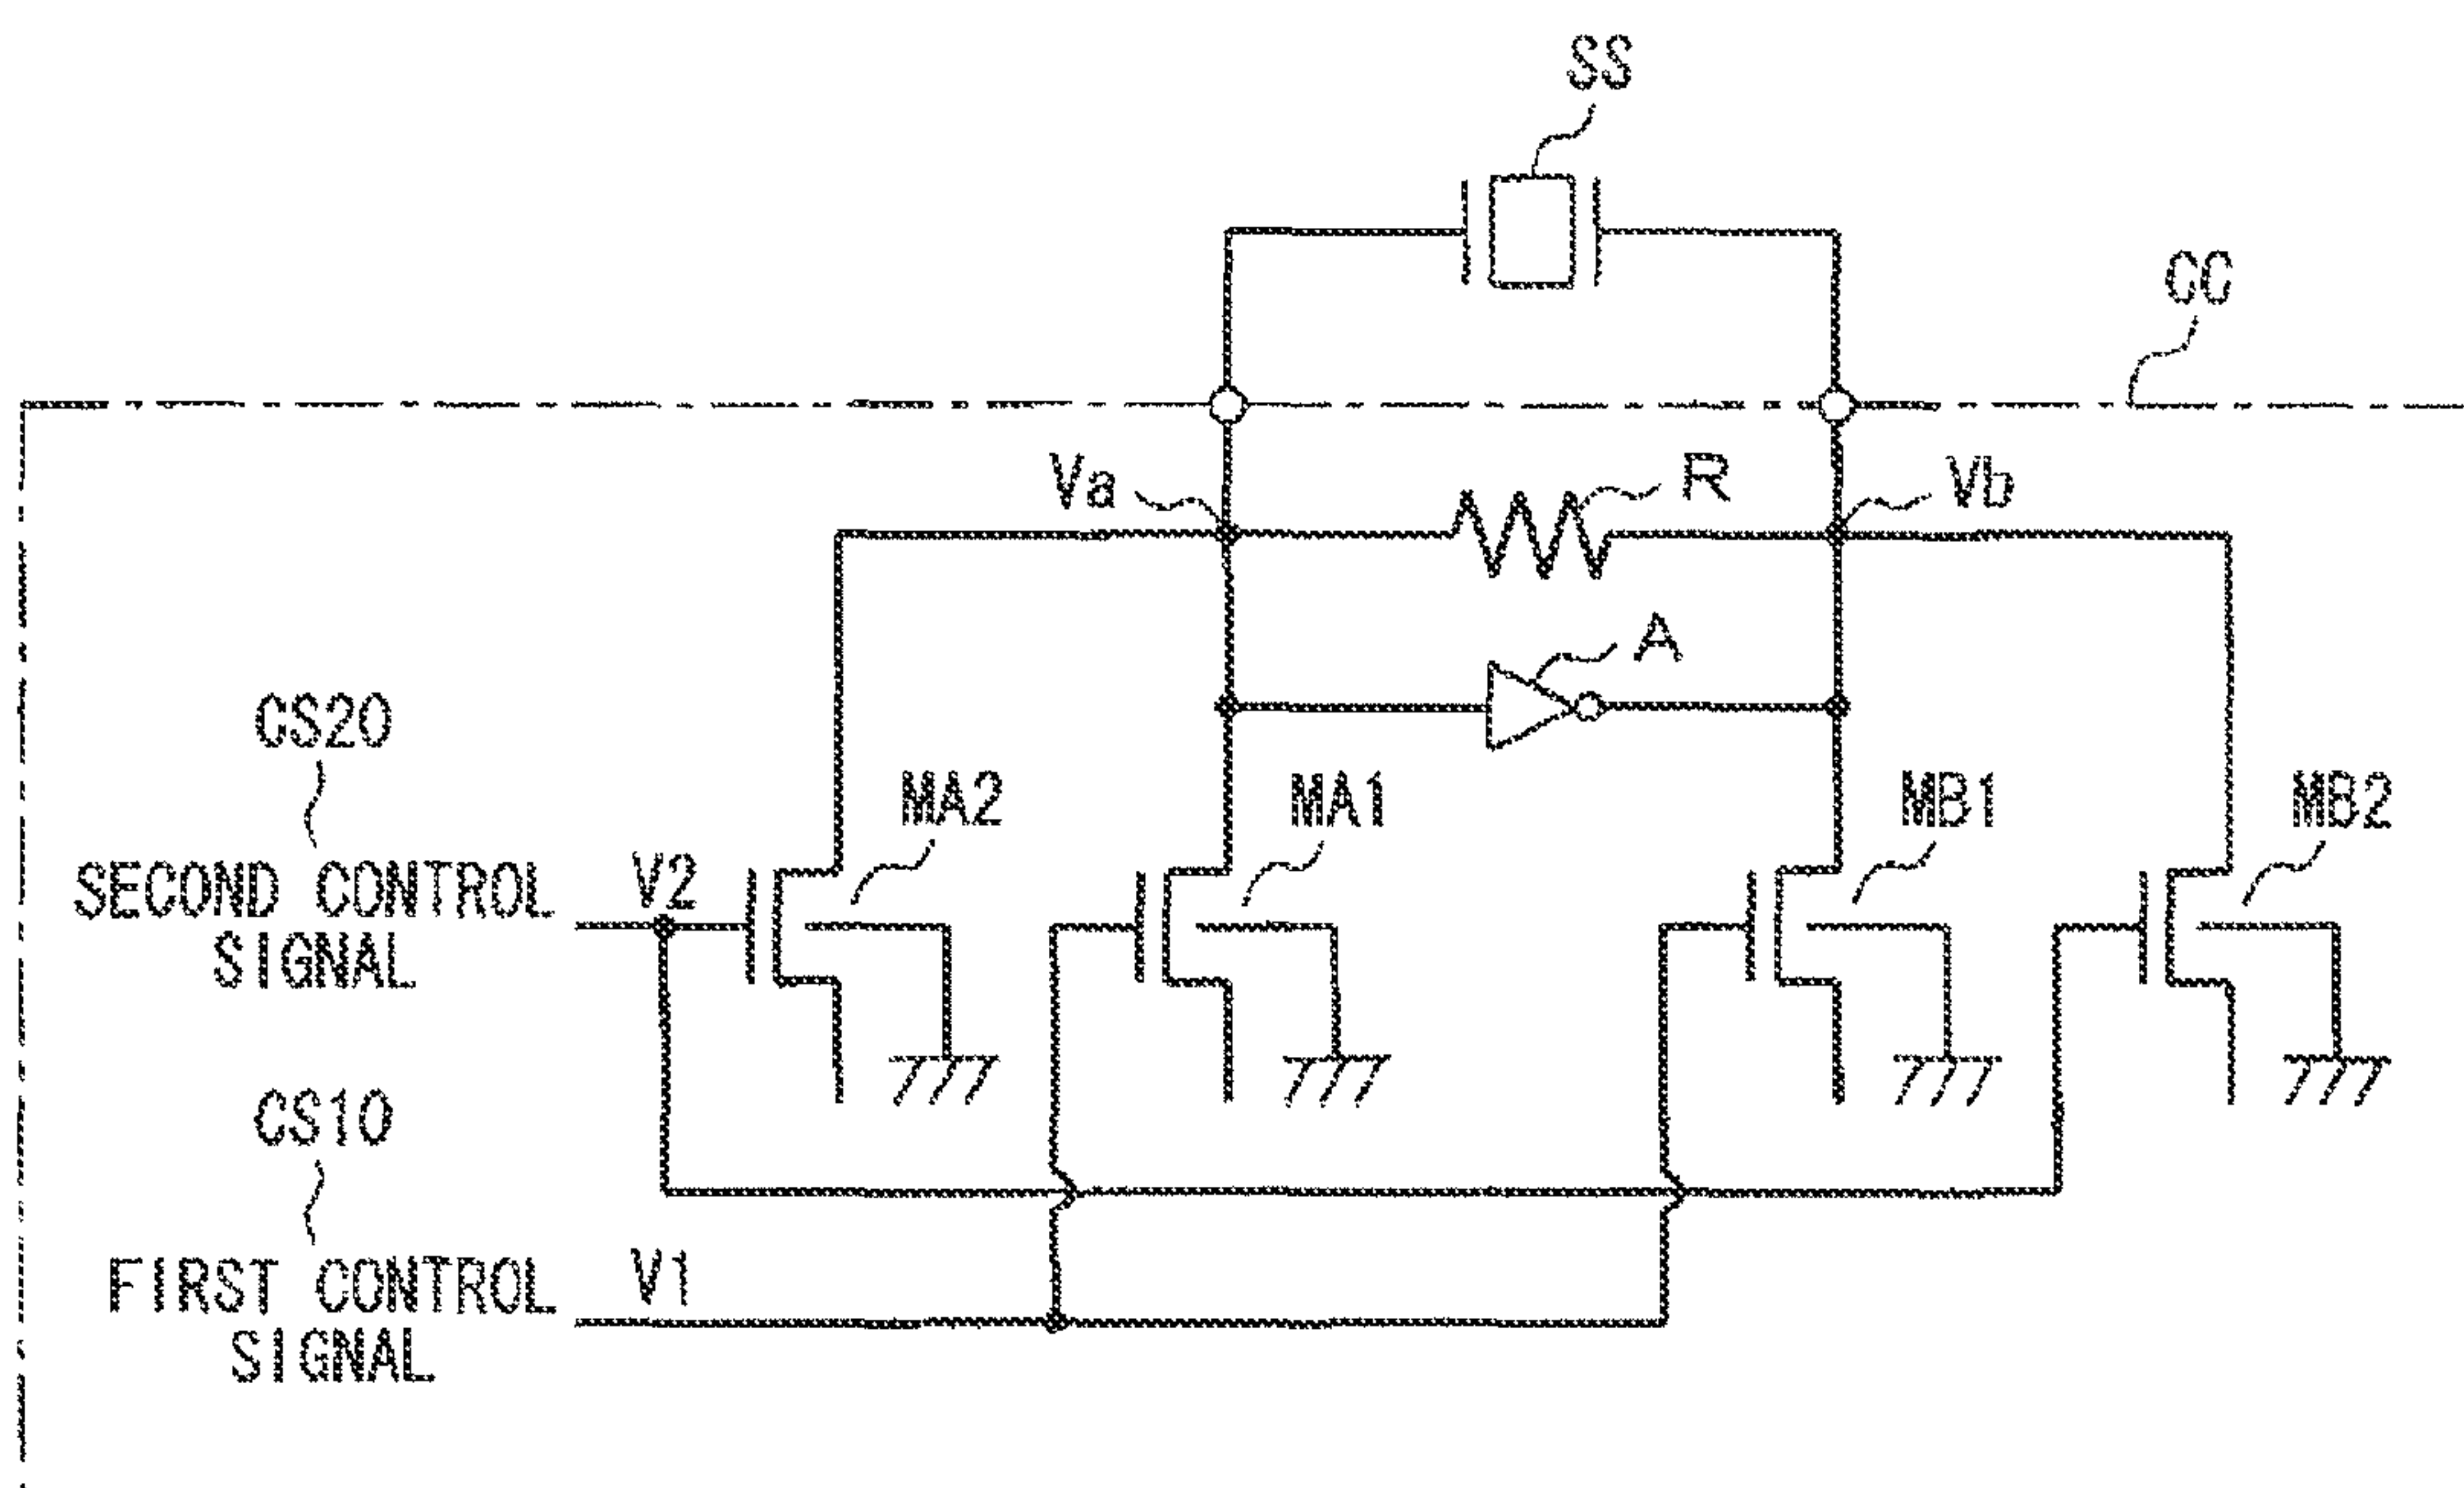 SS
CC
Va
R
Vb
A
CS20
MA2
MA1
MB1
MB2
SECOND CONTROL
SIGNAL
V2
CS10
FIRST CONTROL
SIGNAL
V1